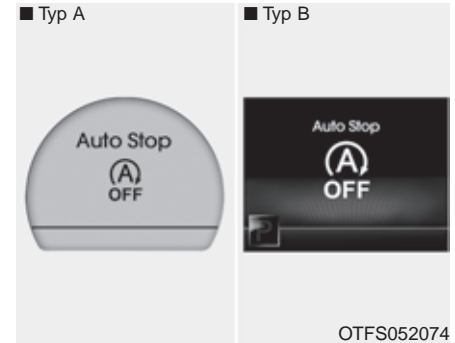 ■ Typ A
Auto Stop
(A)
OFF
■ Typ B
Auto Stop
(A)
OFF
P
OTFS052074